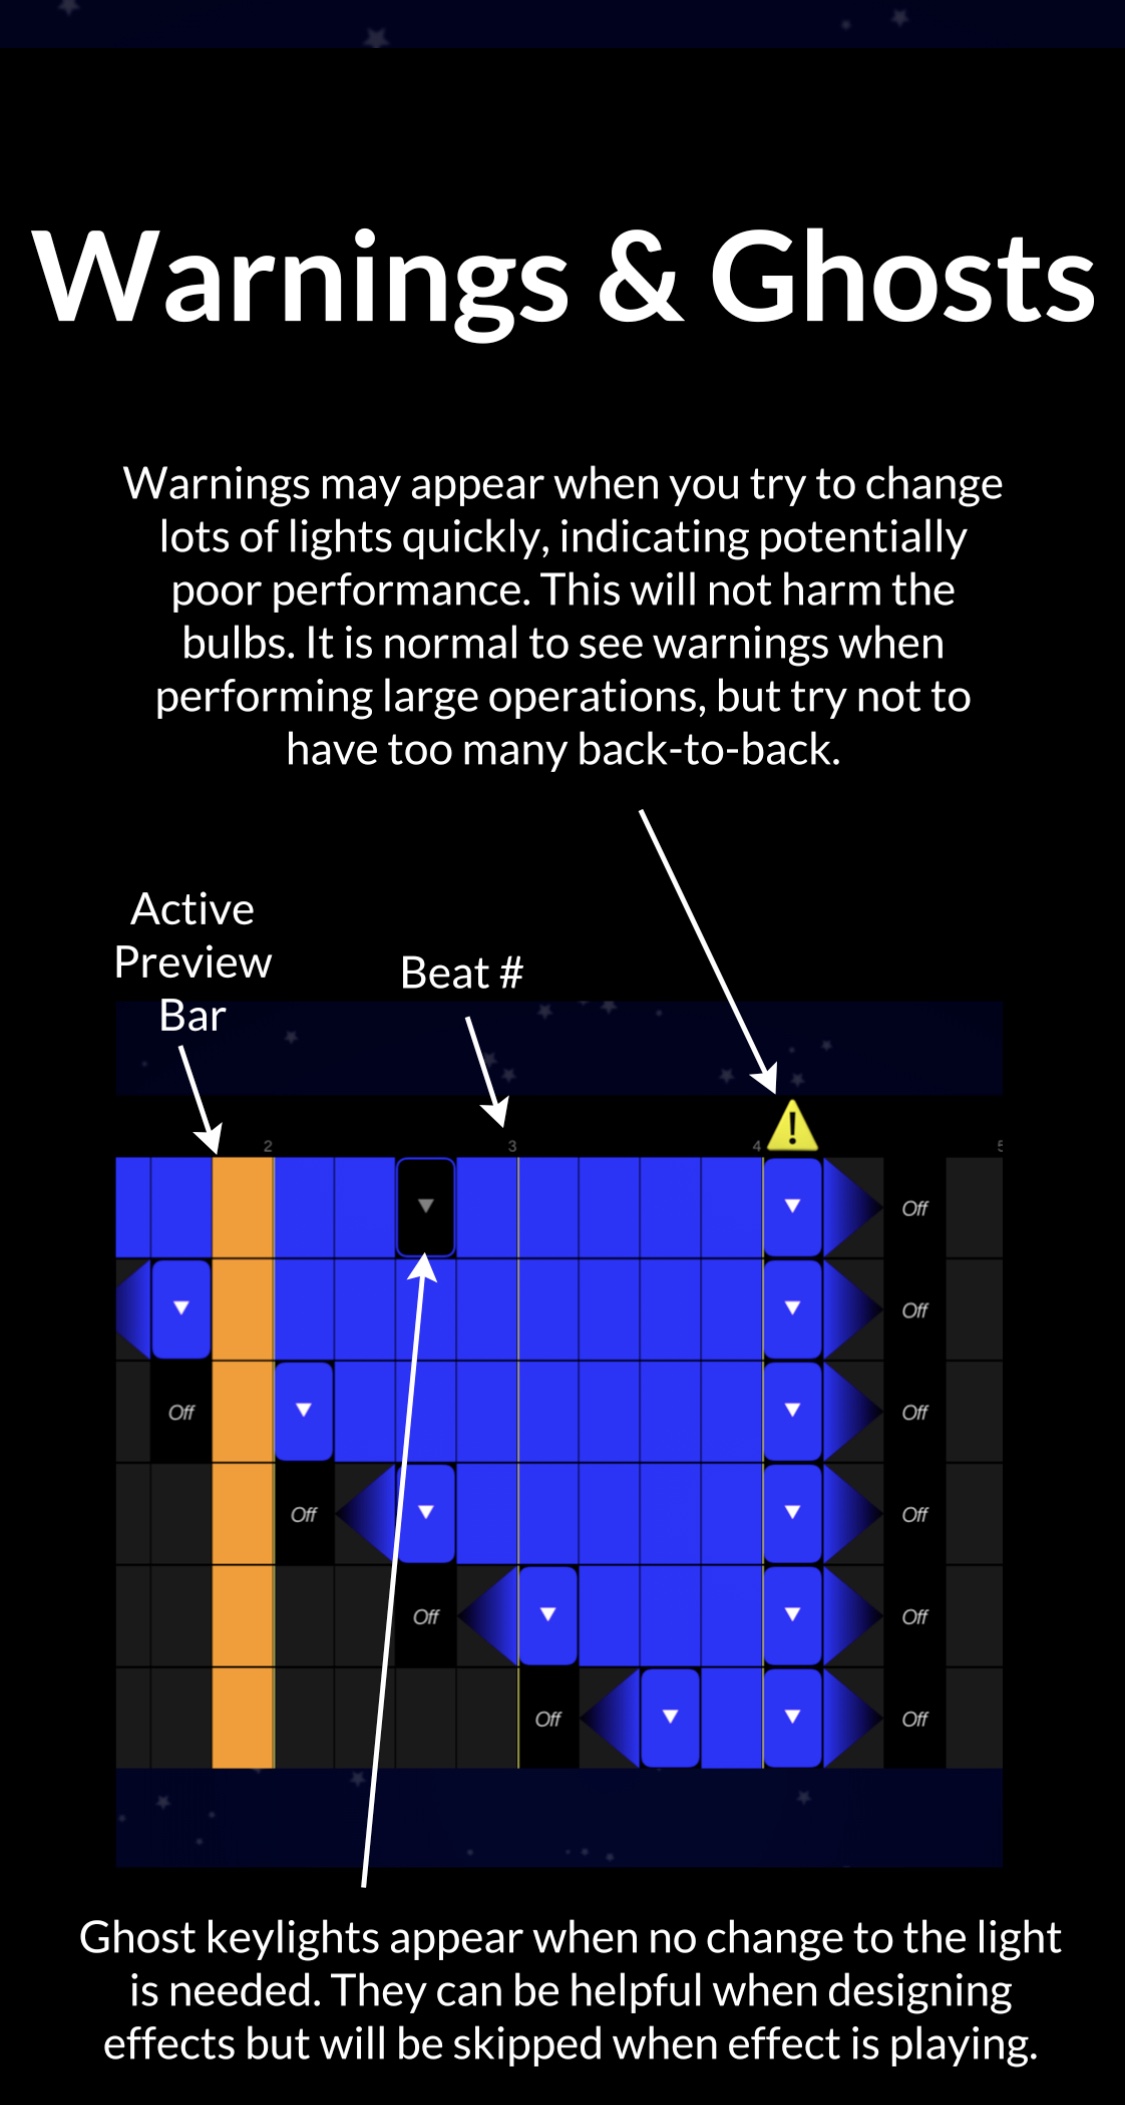 Warnings & Ghosts
Warnings may appear when you try to change
lots of lights quickly, indicating potentially
poor performance. This will not harm the
bulbs. It is normal to see warnings when
performing large operations, but try not to
have too many back-to-back.
Active
Preview
Bar
Beat #
2 3 4 5
Off
Off
Off Off
Off Off
Off Off
Off Off
Ghost keylights appear when no change to the light
is needed. They can be helpful when designing
effects but will be skipped when effect is playing.